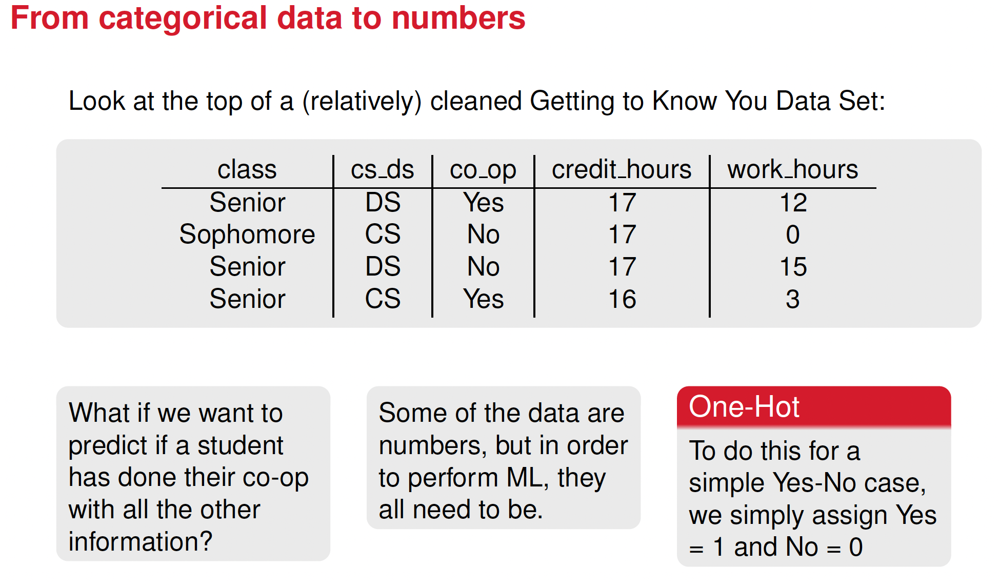 From categorical data to numbers
Look at the top of a (relatively) cleaned Getting to Know You Data Set:
class cs_ds co_op credit_hours work_hours
Senior DS Yes 17 12
Sophomore CS No 17 0
Senior DS No 17 15
Senior CS Yes 16 3
What if we want to
predict if a student
has done their co-op
with all the other
information?
Some of the data are
numbers, but in order
to perform ML, they
all need to be.
One-Hot
To do this for a
simple Yes-No case,
we simply assign Yes
= 1 and No = 0